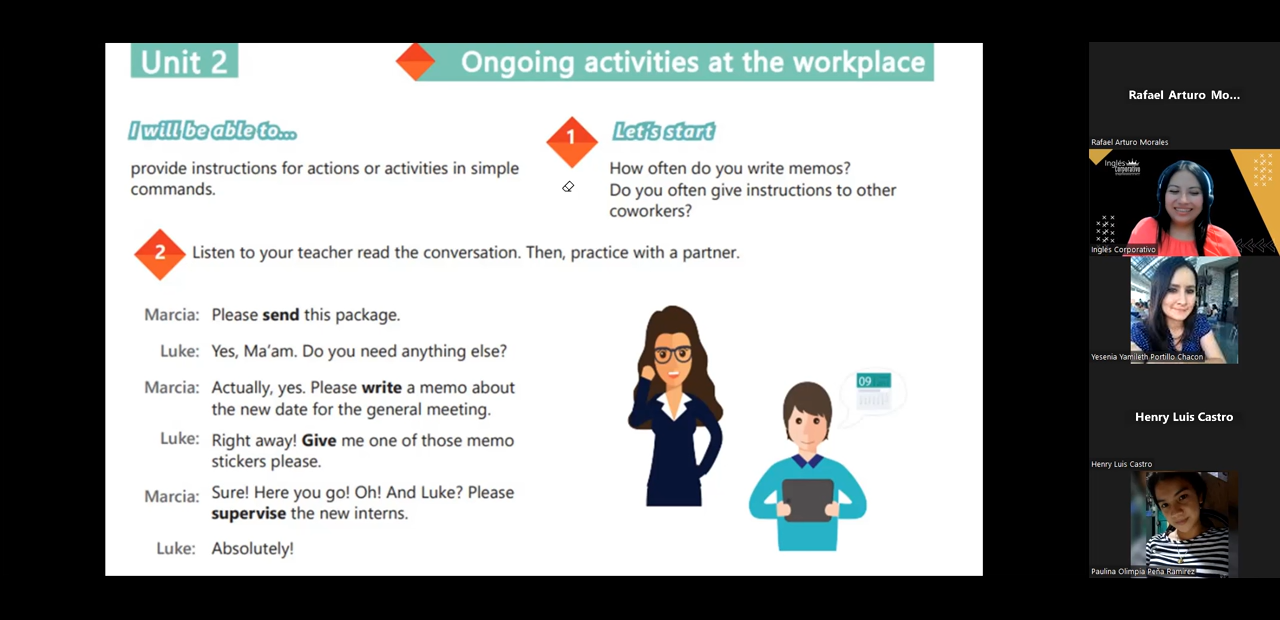 Unit 2
Ongoing activities at the workplace
I will be able to...
provide instructions for actions or activities in simple
commands.
1
Let's start
How often do you write memos?
Do you often give instructions to other
coworkers?
2
Listen to your teacher read the conversation. Then, practice with a partner.
Marcia: Please send this package.
Luke: Yes, Ma'am. Do you need anything else?
Marcia: Actually, yes. Please write a memo about
the new date for the general meeting.
Luke: Right away! Give me one of those memo
stickers please.
Marcia: Sure! Here you go! Oh! And Luke? Please
supervise the new interns.
Luke: Absolutely!
09
Rafael Arturo Mo...
Rafael Arturo Morales
Inglés
Corporativo
Inglés Corporativo
Yesenia Yamileth Portillo Chacon
Henry Luis Castro
Henry Luis Castro
Paulina Olimpia Peña Ramirez